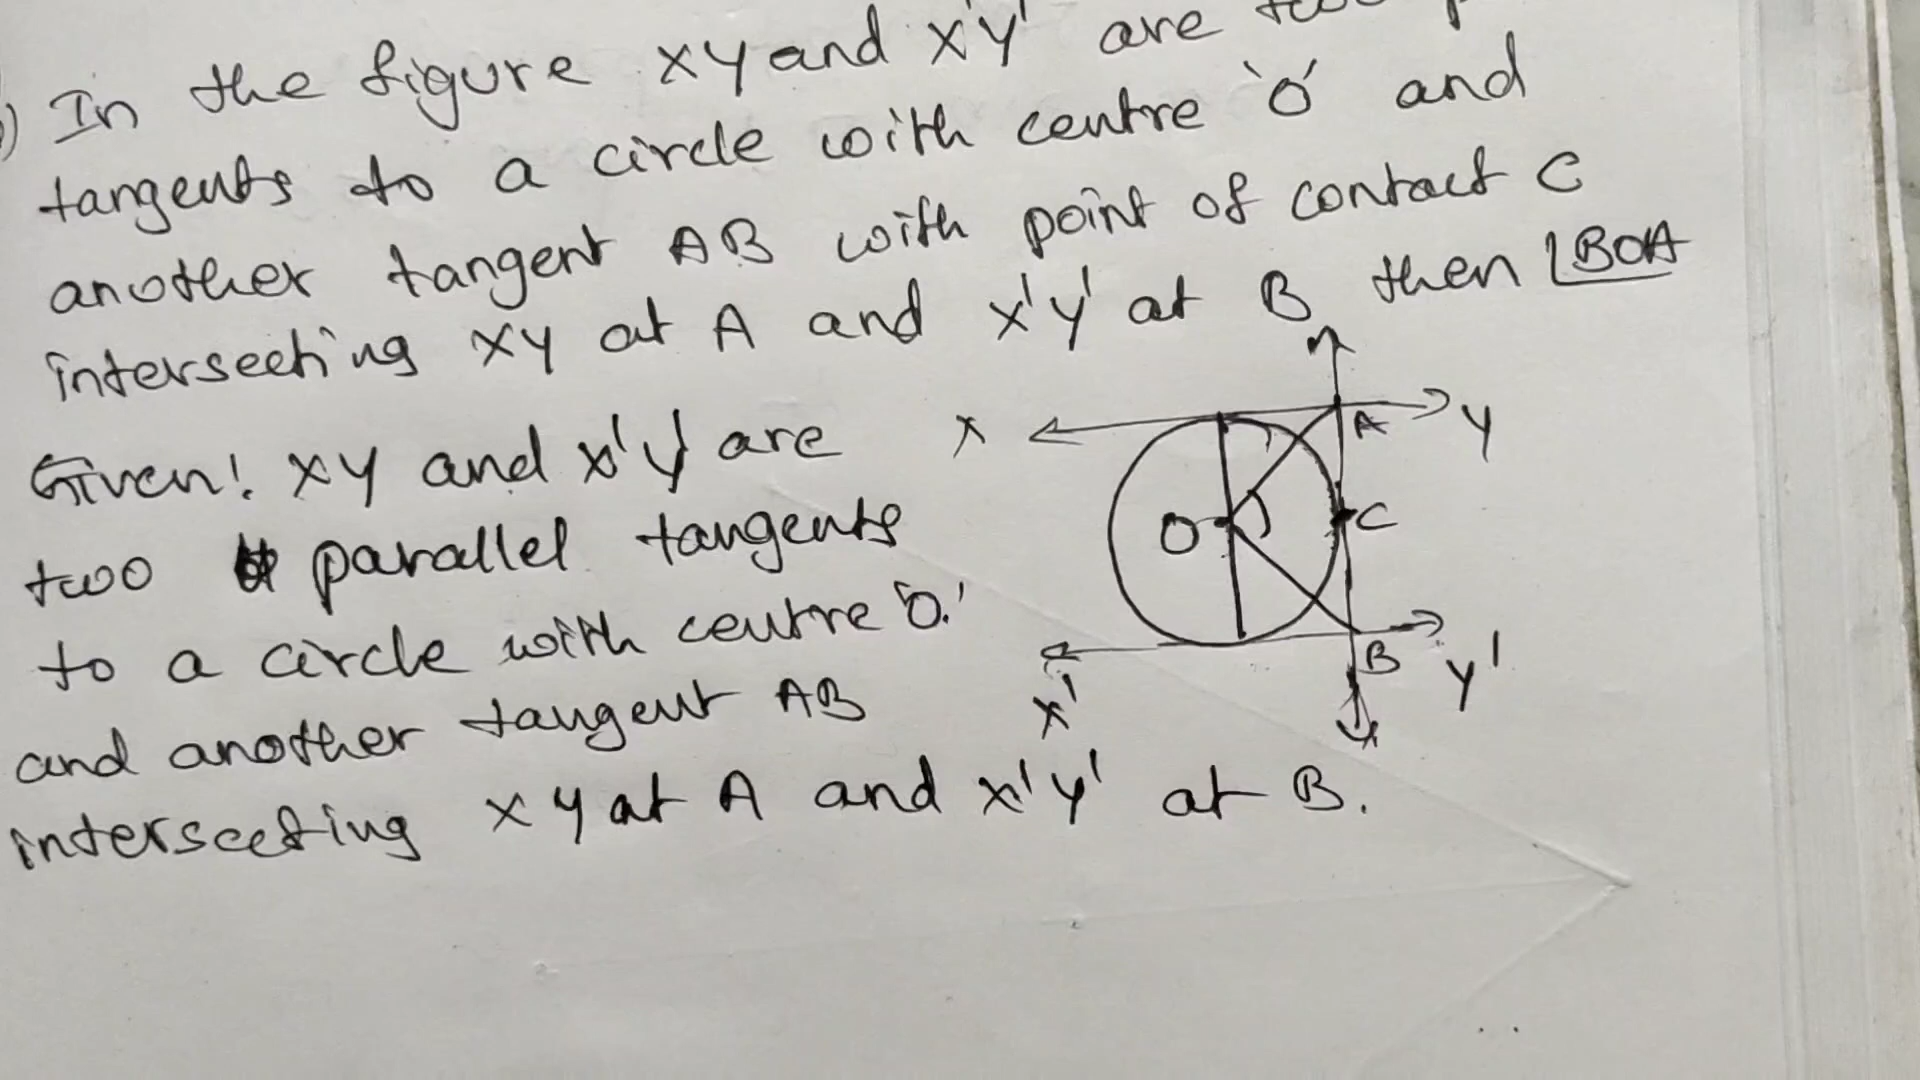 In the figure XY and X'Y' are two
tangents to a circle with centre 'O' and
another tangent AB with point of contact C
intersecting XY at A and X'Y' at B then ∠BOA
Given: XY and X'Y' are
two parallel tangents
to a circle with centre 'O.'
and another tangent AB
intersecting XY at A and X'Y' at B.
X
A
Y
O
C
B
Y'
X'